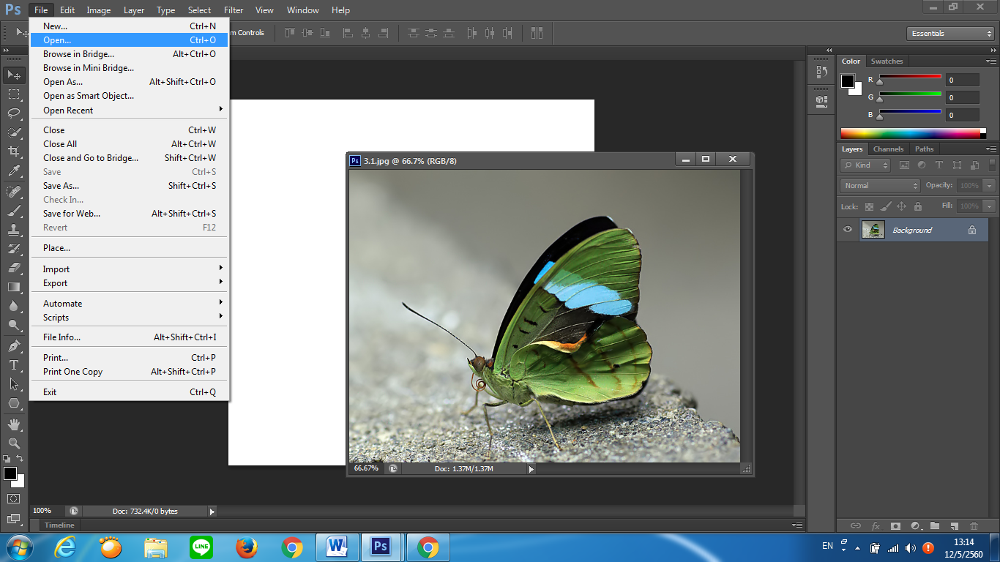 Ps File Edit Image Layer Type Select Filter View Window Help
m Controls
Essentials
New... Ctrl+N
Open... Ctrl+O
Browse in Bridge... Alt+Ctrl+O
Browse in Mini Bridge...
Open As... Alt+Shift+Ctrl+O
Open as Smart Object...
Open Recent
Close Ctrl+W
Close All Alt+Ctrl+W
Close and Go to Bridge... Shift+Ctrl+W
Save Ctrl+S
Save As... Shift+Ctrl+S
Check In...
Save for Web... Alt+Shift+Ctrl+S
Revert F12
Place...
Import
Export
Automate
Scripts
File Info... Alt+Shift+Ctrl+I
Print... Ctrl+P
Print One Copy Alt+Shift+Ctrl+P
Exit Ctrl+Q
Ps 3.1.jpg @ 66.7% (RGB/8)
66.67% Doc: 1.37M/1.37M
100% Doc: 732.4K/0 bytes
Timeline
Color Swatches
R 0
G 0
B 0
Layers Channels Paths
Kind
Normal Opacity: 100%
Lock: Fill: 100%
Background
fx
LINE
W
Ps
EN
13:14
12/5/2560